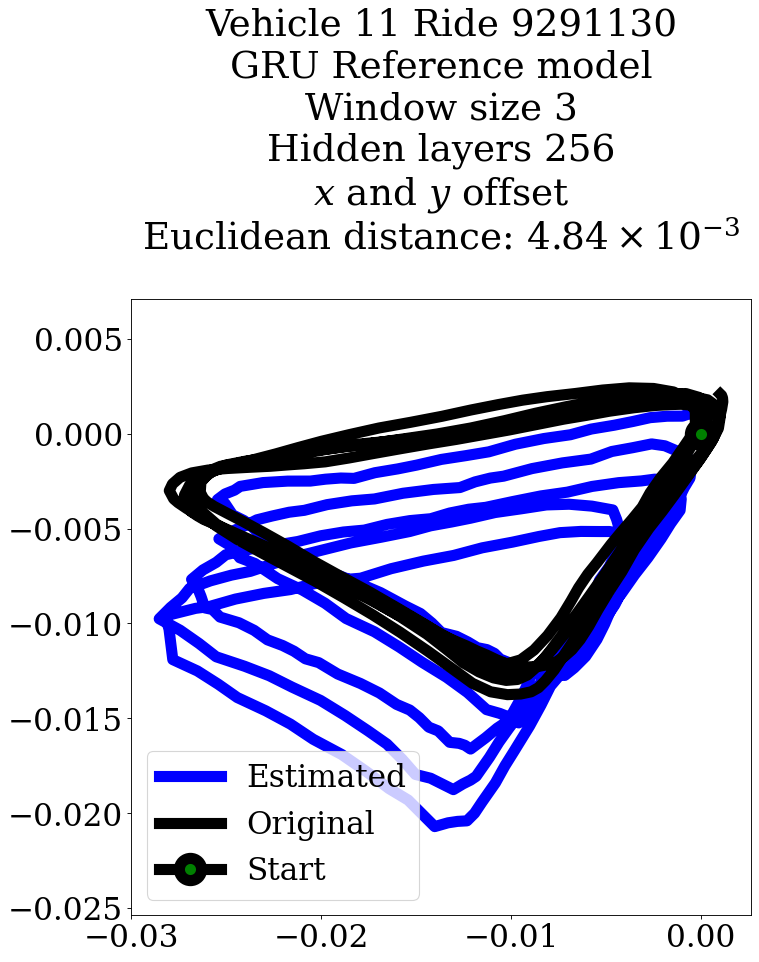 Vehicle 11 Ride 9291130
GRU Reference model
Window size 3
Hidden layers 256
x and y offset
Euclidean distance: 4.84 × 10⁻³
0.005
0.000
−0.005
−0.010
−0.015
−0.020
−0.025
Estimated
Original
Start
−0.03 −0.02 −0.01 0.00